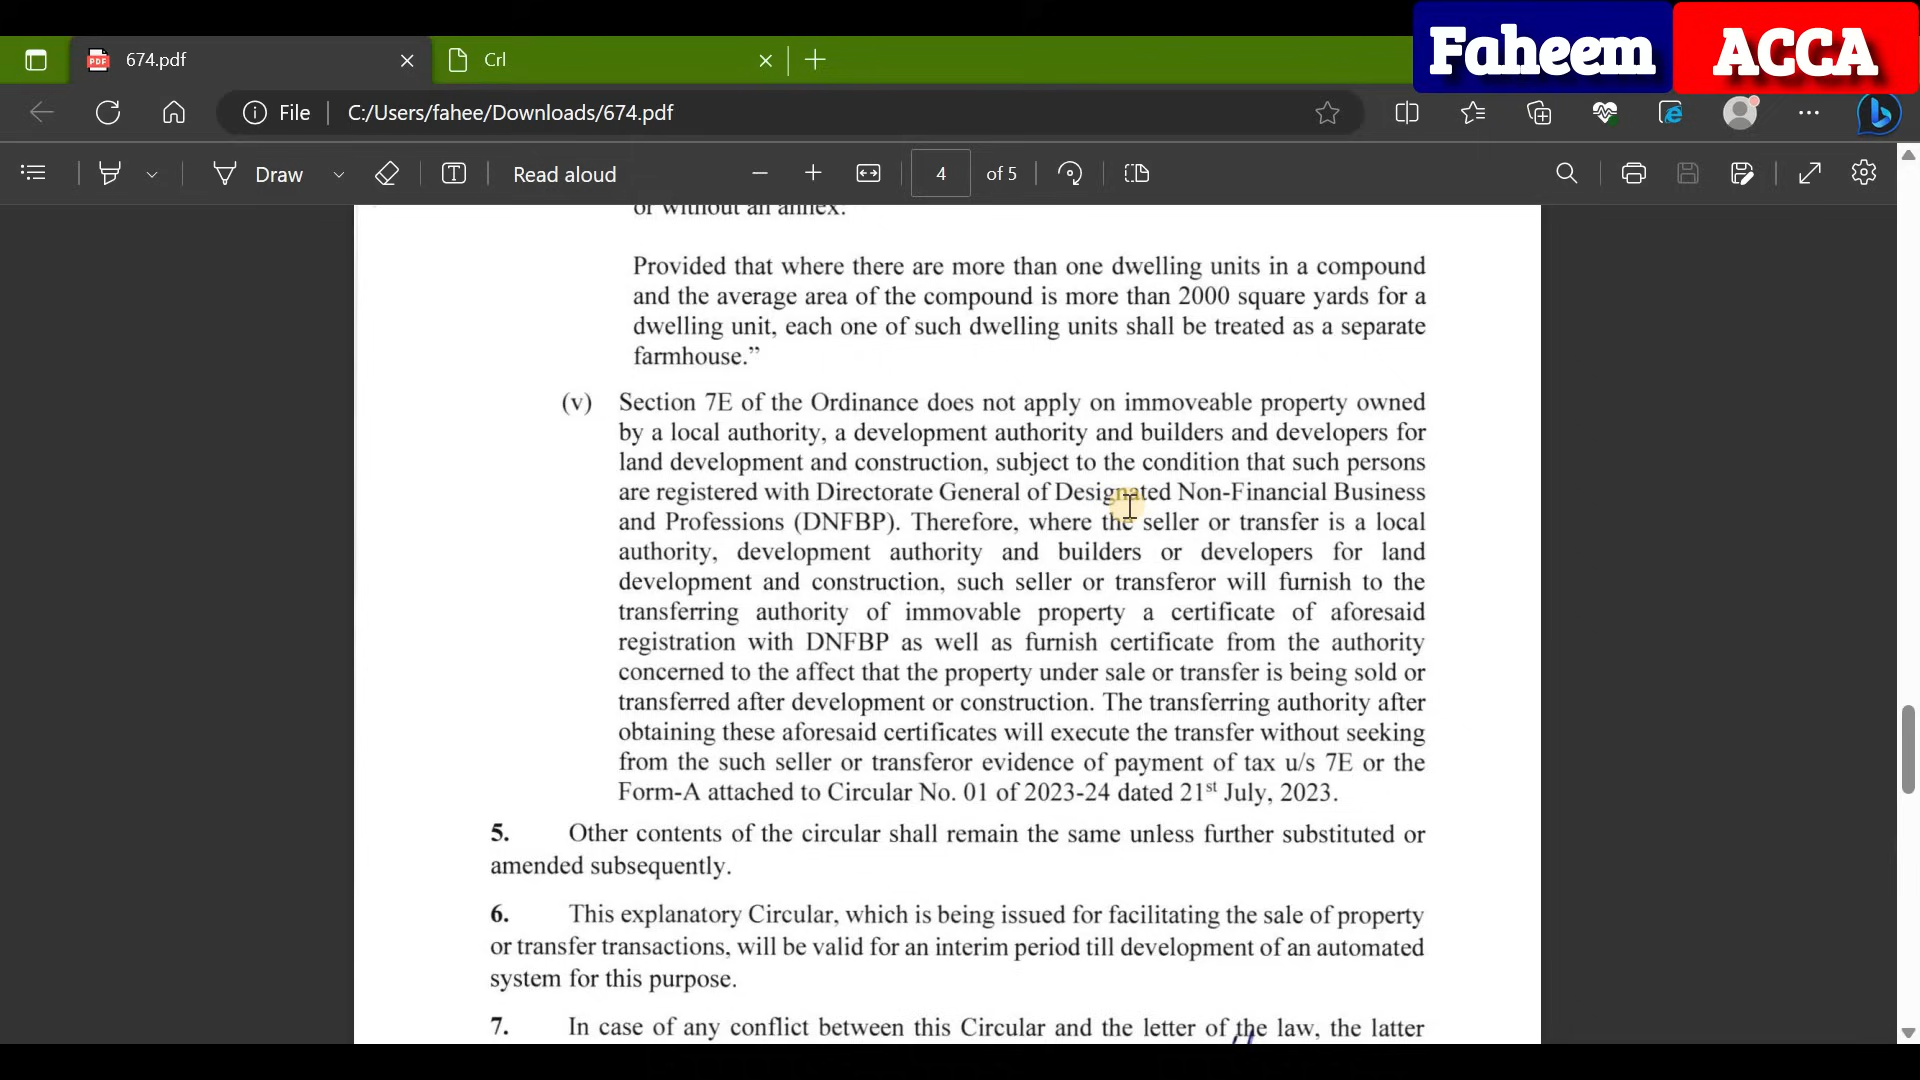 Faheem ACCA
674.pdf
Crl
File
C:/Users/fahee/Downloads/674.pdf
Draw
Read aloud
4 of 5
or without an annex.
Provided that where there are more than one dwelling units in a compound
and the average area of the compound is more than 2000 square yards for a
dwelling unit, each one of such dwelling units shall be treated as a separate
farmhouse.”
(v) Section 7E of the Ordinance does not apply on immoveable property owned
by a local authority, a development authority and builders and developers for
land development and construction, subject to the condition that such persons
are registered with Directorate General of Designated Non-Financial Business
and Professions (DNFBP). Therefore, where the seller or transfer is a local
authority, development authority and builders or developers for land
development and construction, such seller or transferor will furnish to the
transferring authority of immovable property a certificate of aforesaid
registration with DNFBP as well as furnish certificate from the authority
concerned to the affect that the property under sale or transfer is being sold or
transferred after development or construction. The transferring authority after
obtaining these aforesaid certificates will execute the transfer without seeking
from the such seller or transferor evidence of payment of tax u/s 7E or the
Form-A attached to Circular No. 01 of 2023-24 dated 21st July, 2023.
5. Other contents of the circular shall remain the same unless further substituted or
amended subsequently.
6. This explanatory Circular, which is being issued for facilitating the sale of property
or transfer transactions, will be valid for an interim period till development of an automated
system for this purpose.
7. In case of any conflict between this Circular and the letter of the law, the latter